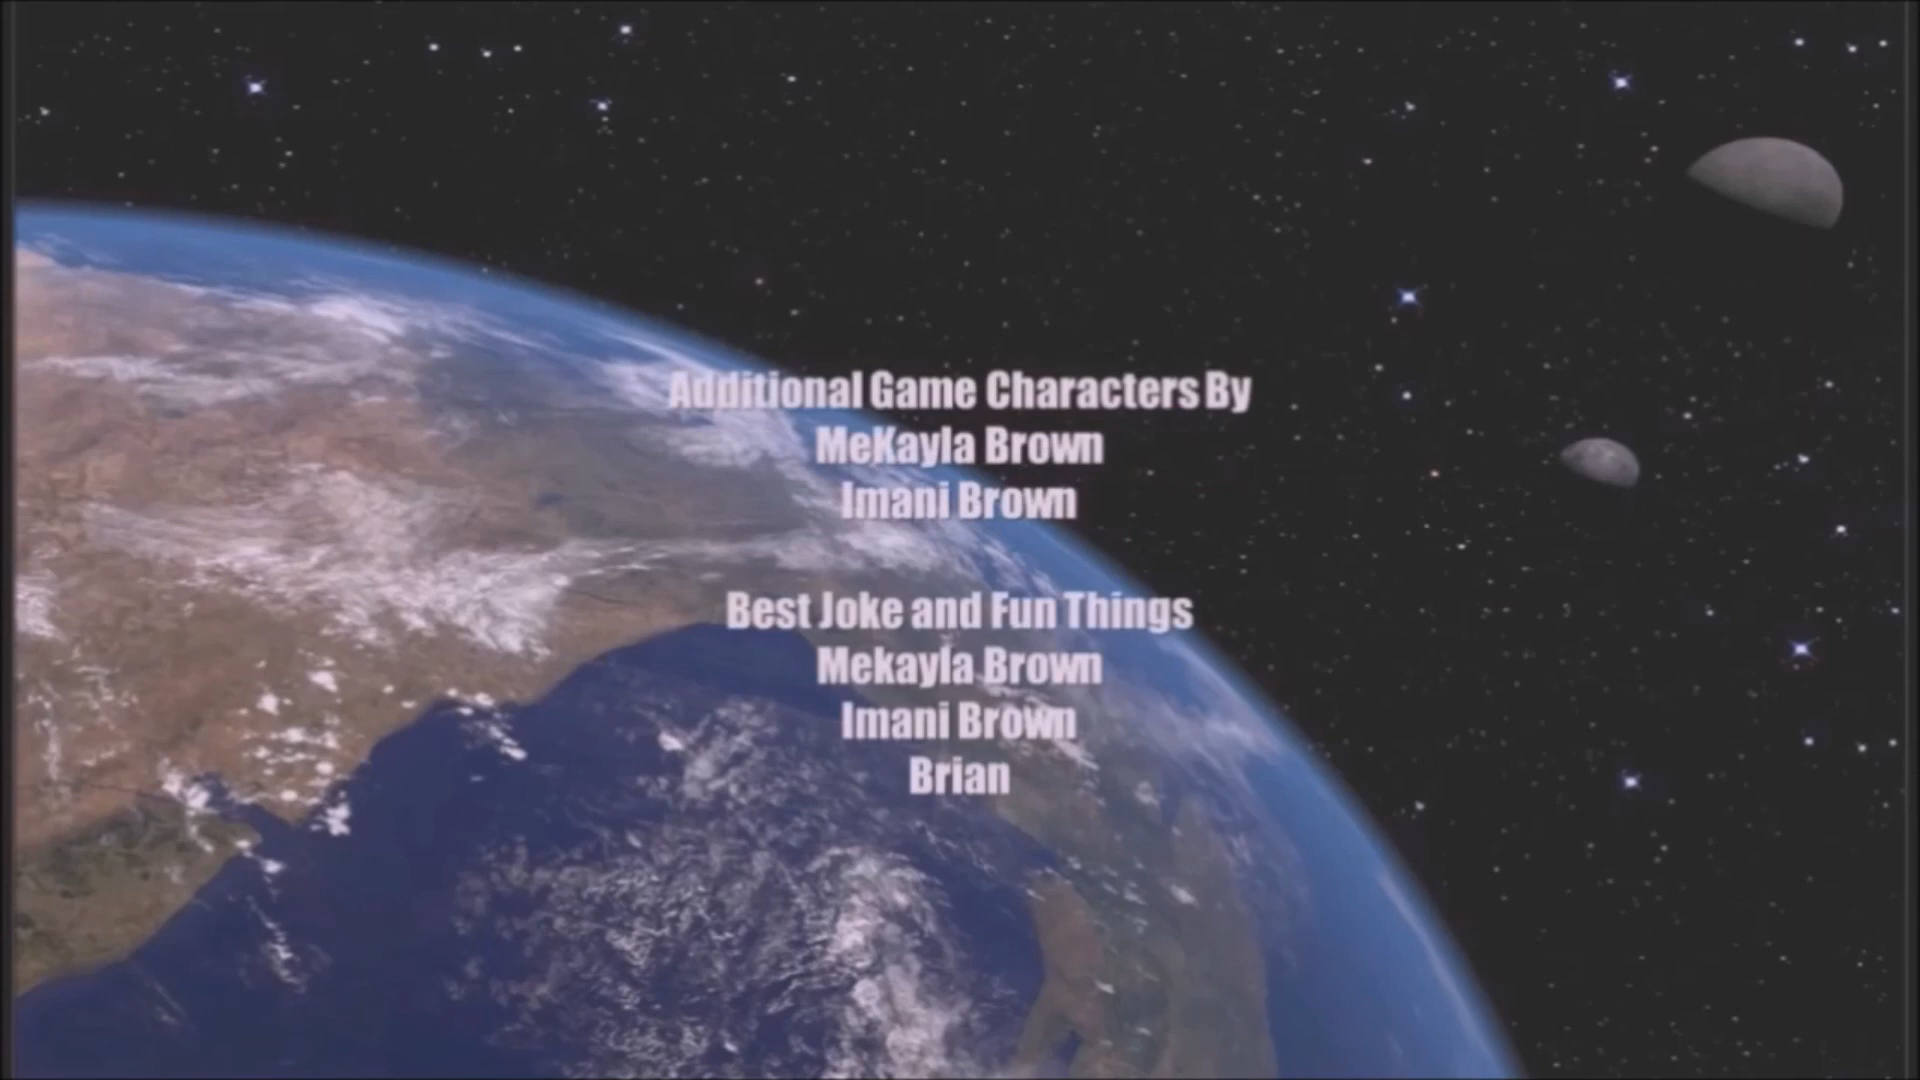 Additional Game Characters By
MeKayla Brown
Imani Brown
Best Joke and Fun Things
Mekayla Brown
Imani Brown
Brian